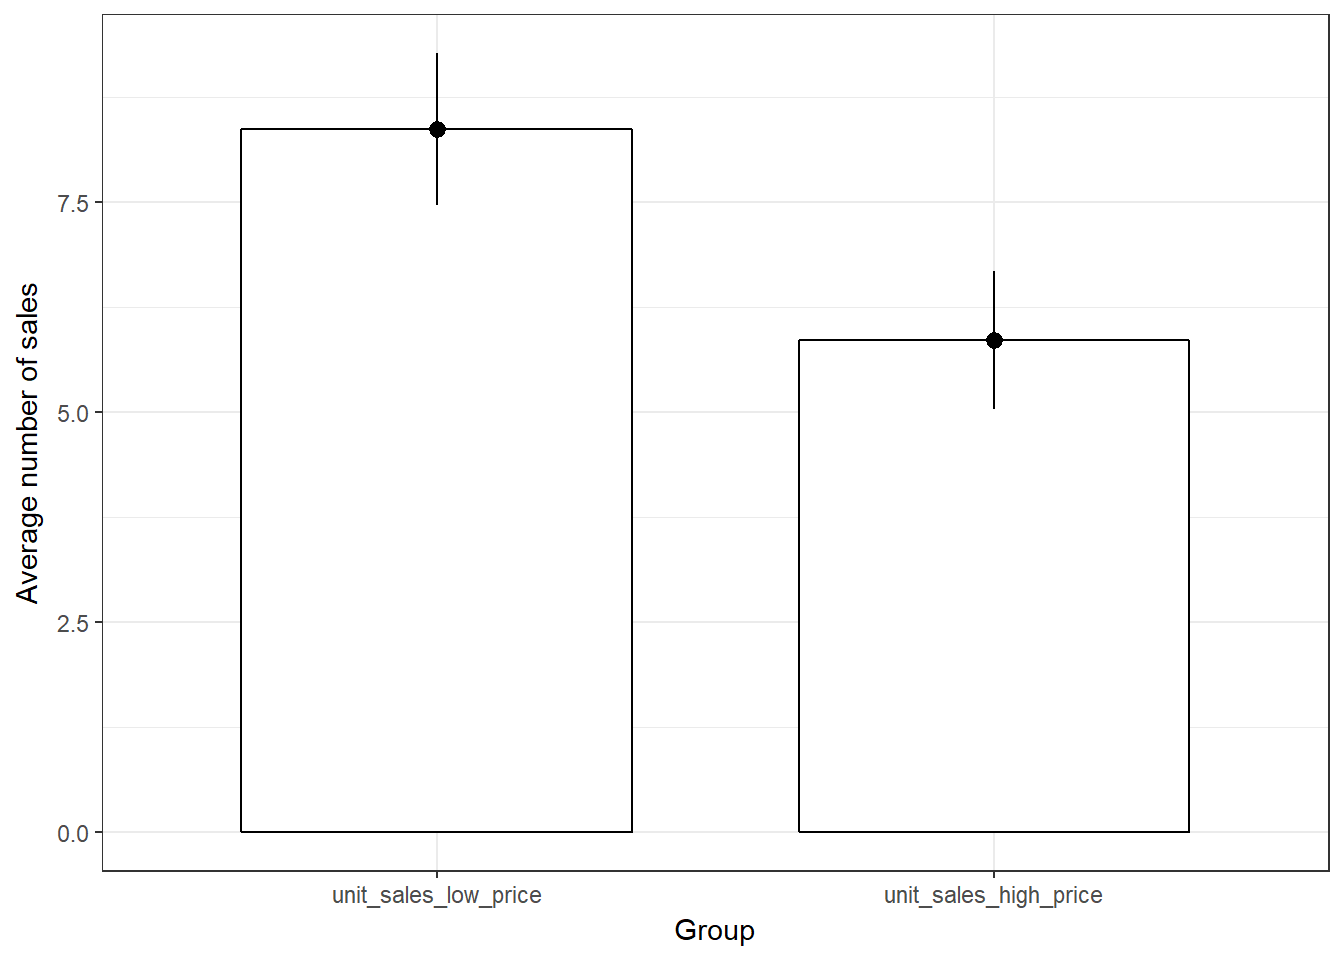 Average number of sales
7.5
5.0
2.5
0.0
unit_sales_low_price
unit_sales_high_price
Group